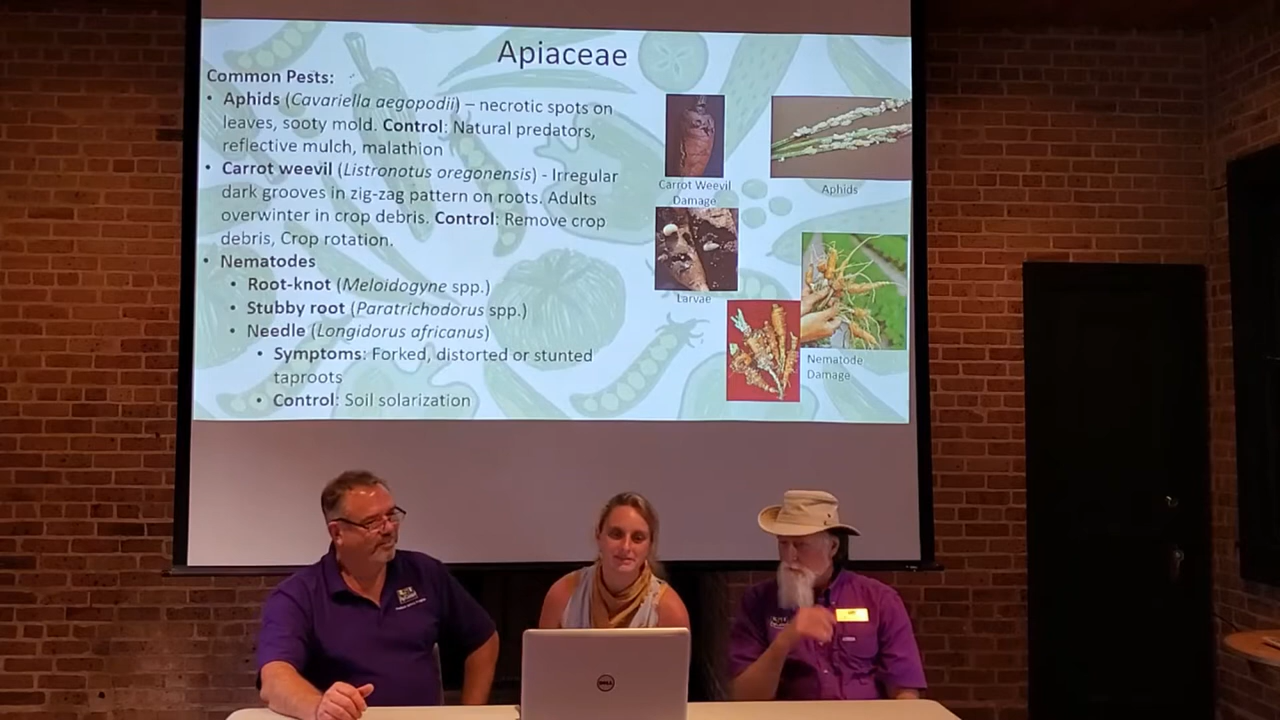 Apiaceae
Common Pests:
• Aphids (Cavariella aegopodii) – necrotic spots on
leaves, sooty mold. Control: Natural predators,
reflective mulch, malathion
• Carrot weevil (Listronotus oregonensis) - Irregular
dark grooves in zig-zag pattern on roots. Adults
overwinter in crop debris. Control: Remove crop
debris, Crop rotation.
• Nematodes
• Root-knot (Meloidogyne spp.)
• Stubby root (Paratrichodorus spp.)
• Needle (Longidorus africanus)
• Symptoms: Forked, distorted or stunted
taproots
• Control: Soil solarization
Carrot Weevil
Damage
Aphids
Larvae
Nematode
Damage
DELL